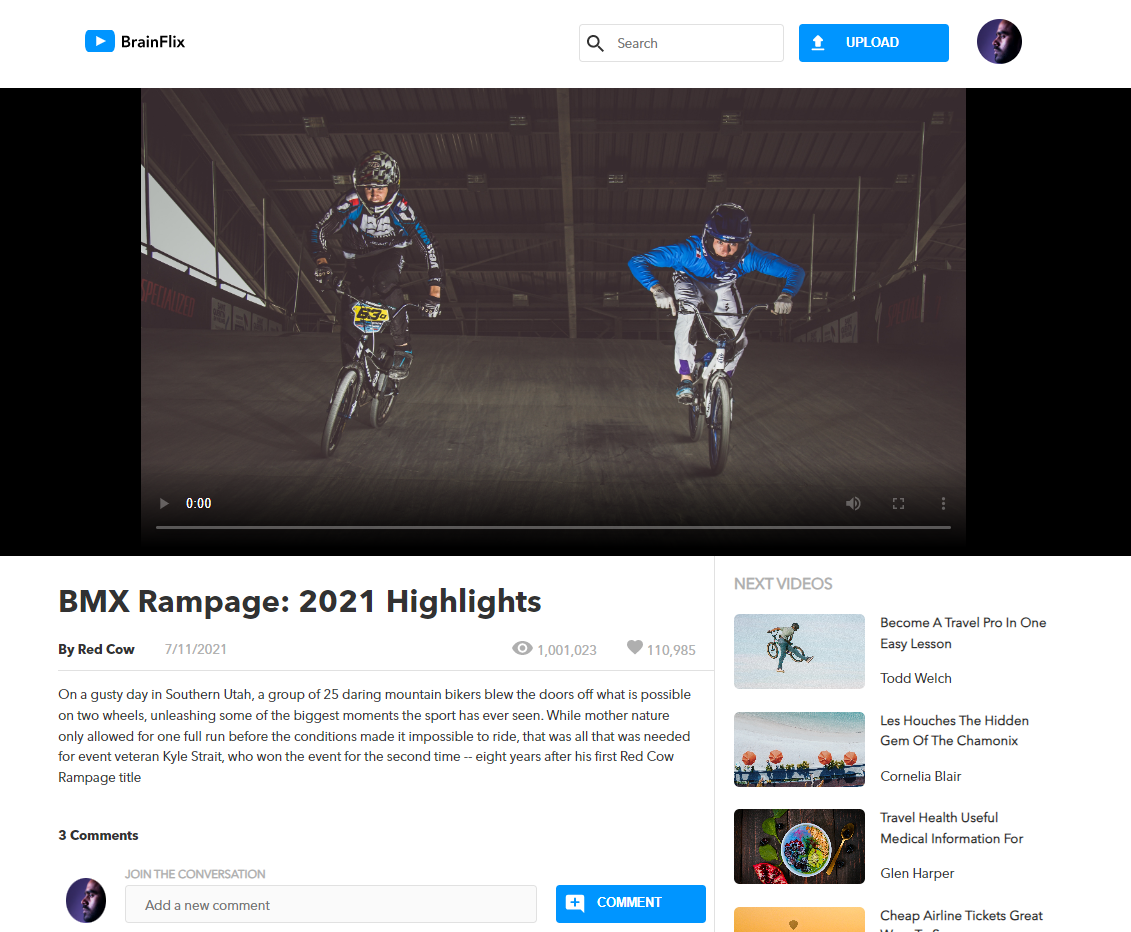 BrainFlix
Search
UPLOAD
SPECIALIZED
630
0:00
BMX Rampage: 2021 Highlights
By Red Cow
7/11/2021
1,001,023
110,985
On a gusty day in Southern Utah, a group of 25 daring mountain bikers blew the doors off what is possible
on two wheels, unleashing some of the biggest moments the sport has ever seen. While mother nature
only allowed for one full run before the conditions made it impossible to ride, that was all that was needed
for event veteran Kyle Strait, who won the event for the second time -- eight years after his first Red Cow
Rampage title
3 Comments
JOIN THE CONVERSATION
Add a new comment
COMMENT
NEXT VIDEOS
Become A Travel Pro In One
Easy Lesson
Todd Welch
Les Houches The Hidden
Gem Of The Chamonix
Cornelia Blair
Travel Health Useful
Medical Information For
Glen Harper
Cheap Airline Tickets Great